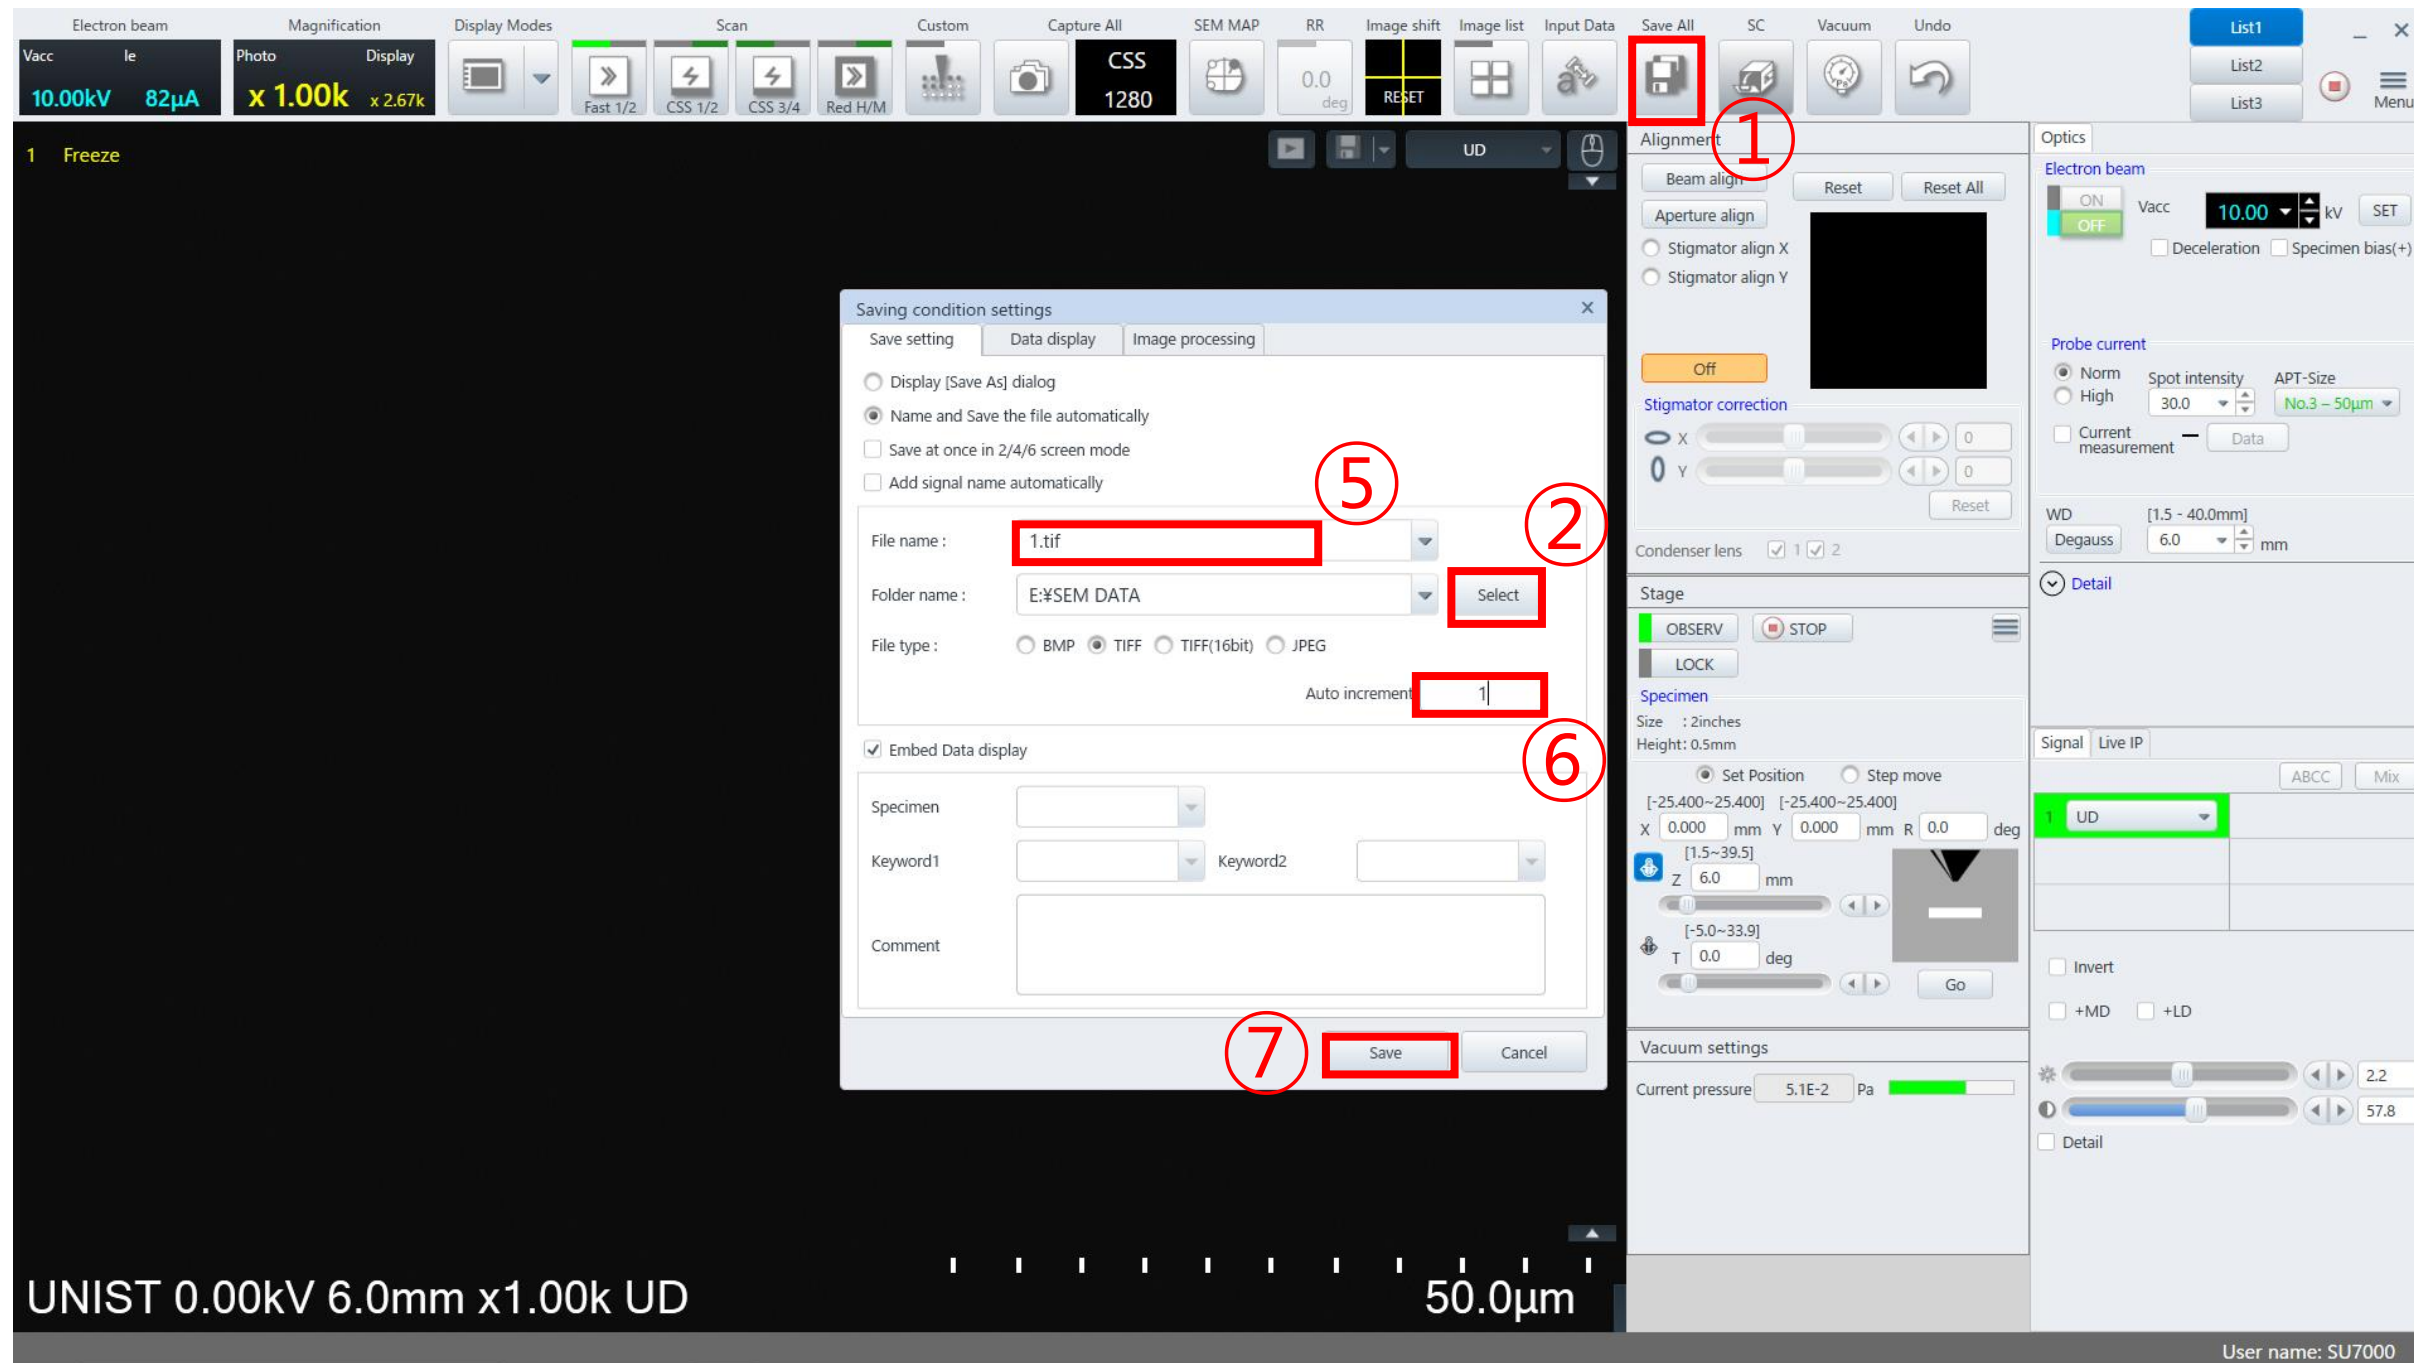 Electron beam
Magnification
Display Modes
Scan
Custom
Capture All
SEM MAP
RR
Image shift
Image list
Input Data
Save All
SC
Vacuum
Undo
List1
List2
List3
Menu
Vacc
Ie
10.00kV
82µA
Photo
Display
x 1.00k
x 2.67k
Fast 1/2
CSS 1/2
CSS 3/4
Red H/M
CSS
1280
0.0
deg
RESET
1 Freeze
UD
①
Saving condition settings
Save setting
Data display
Image processing
Display [Save As] dialog
Name and Save the file automatically
Save at once in 2/4/6 screen mode
Add signal name automatically
⑤
②
File name :
1.tif
Folder name :
E:¥SEM DATA
Select
File type :
BMP
TIFF
TIFF(16bit)
JPEG
Auto increment
1
⑥
Embed Data display
Specimen
Keyword1
Keyword2
Comment
⑦
Save
Cancel
UNIST 0.00kV 6.0mm x1.00k UD
50.0µm
Alignment
Beam align
Reset
Reset All
Aperture align
Stigmator align X
Stigmator align Y
Off
Stigmator correction
X
0
Y
0
Reset
Condenser lens
1
2
Stage
OBSERV
STOP
LOCK
Specimen
Size : 2inches
Height: 0.5mm
Set Position
Step move
[-25.400~25.400]
[-25.400~25.400]
X 0.000 mm Y 0.000 mm R 0.0 deg
[1.5~39.5]
Z 6.0 mm
[-5.0~33.9]
T 0.0 deg
Go
Vacuum settings
Current pressure 5.1E-2 Pa
Optics
Electron beam
ON
OFF
Vacc
10.00
kV
SET
Deceleration
Specimen bias(+)
Probe current
Norm
High
Spot intensity
30.0
APT-Size
No.3 – 50µm
Current
measurement
Data
WD
[1.5 - 40.0mm]
Degauss
6.0
mm
Detail
Signal
Live IP
ABCC
Mix
1 UD
Invert
+MD
+LD
2.2
57.8
Detail
User name: SU7000